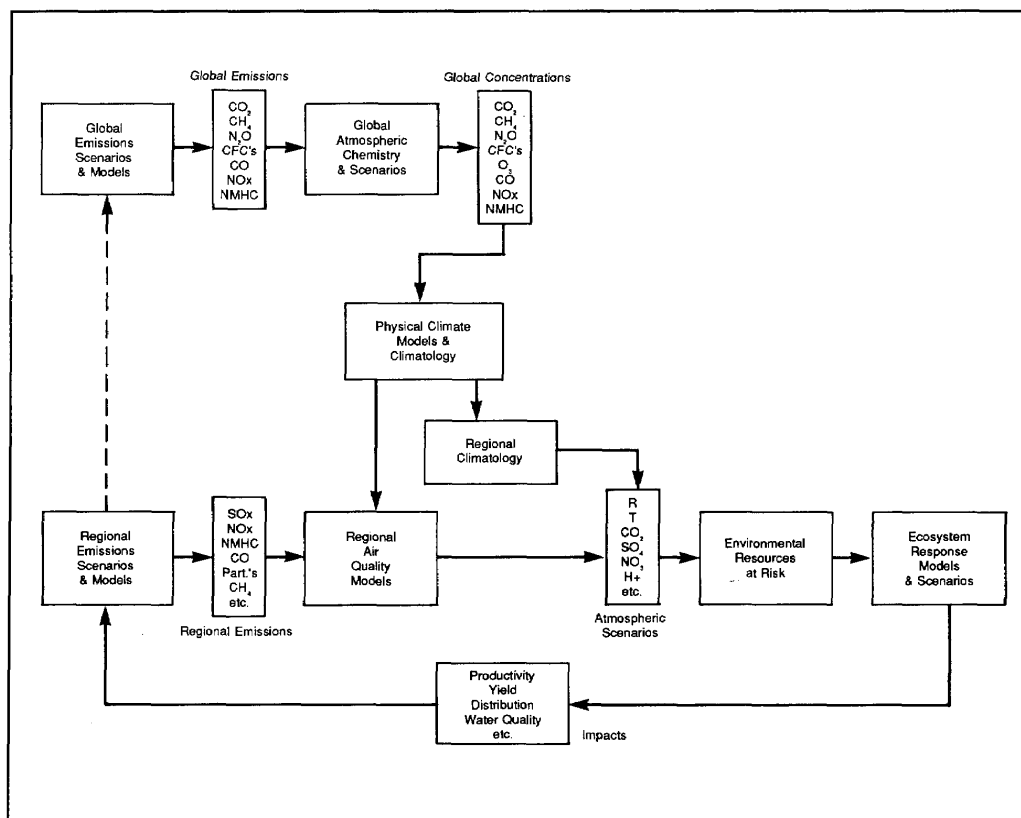 Global Emissions
Global Concentrations
Global
Emissions
Scenarios
& Models
CO₂
CH₄
N₂O
CFC's
CO
NOx
NMHC
Global
Atmospheric
Chemistry
& Scenarios
CO₂
CH₄
N₂O
CFC's
O₃
CO
NOx
NMHC
Physical Climate
Models &
Climatology
Regional
Climatology
Regional
Emissions
Scenarios
& Models
SOx
NOx
NMHC
CO
Part.'s
CH₄
etc.
Regional Emissions
Regional
Air
Quality
Models
R
T
CO₂
SO₄
NO₃
H+
etc.
Atmospheric
Scenarios
Environmental
Resources
at Risk
Ecosystem
Response
Models
& Scenarios
Productivity
Yield
Distribution
Water Quality
etc.
Impacts